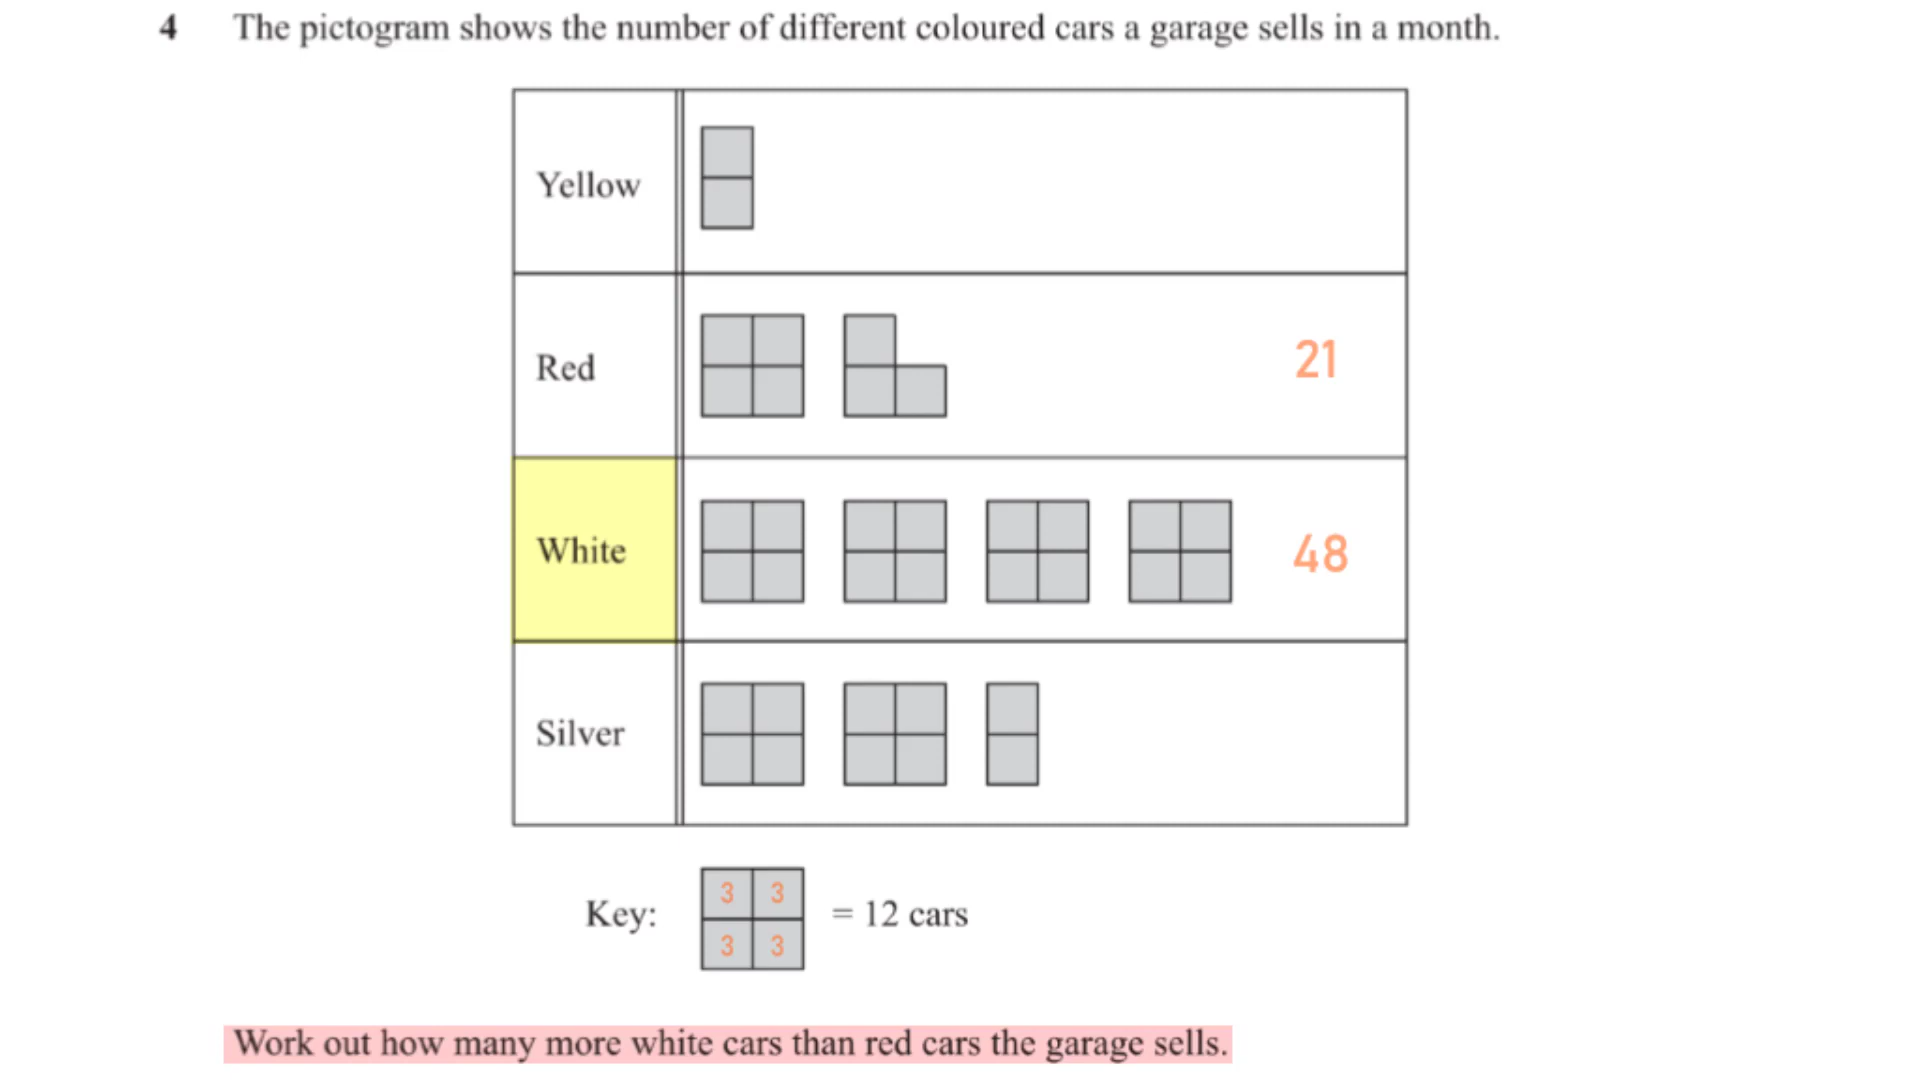 4 The pictogram shows the number of different coloured cars a garage sells in a month.
Yellow
Red 21
White 48
Silver
Key: 3 3 = 12 cars
3 3
Work out how many more white cars than red cars the garage sells.